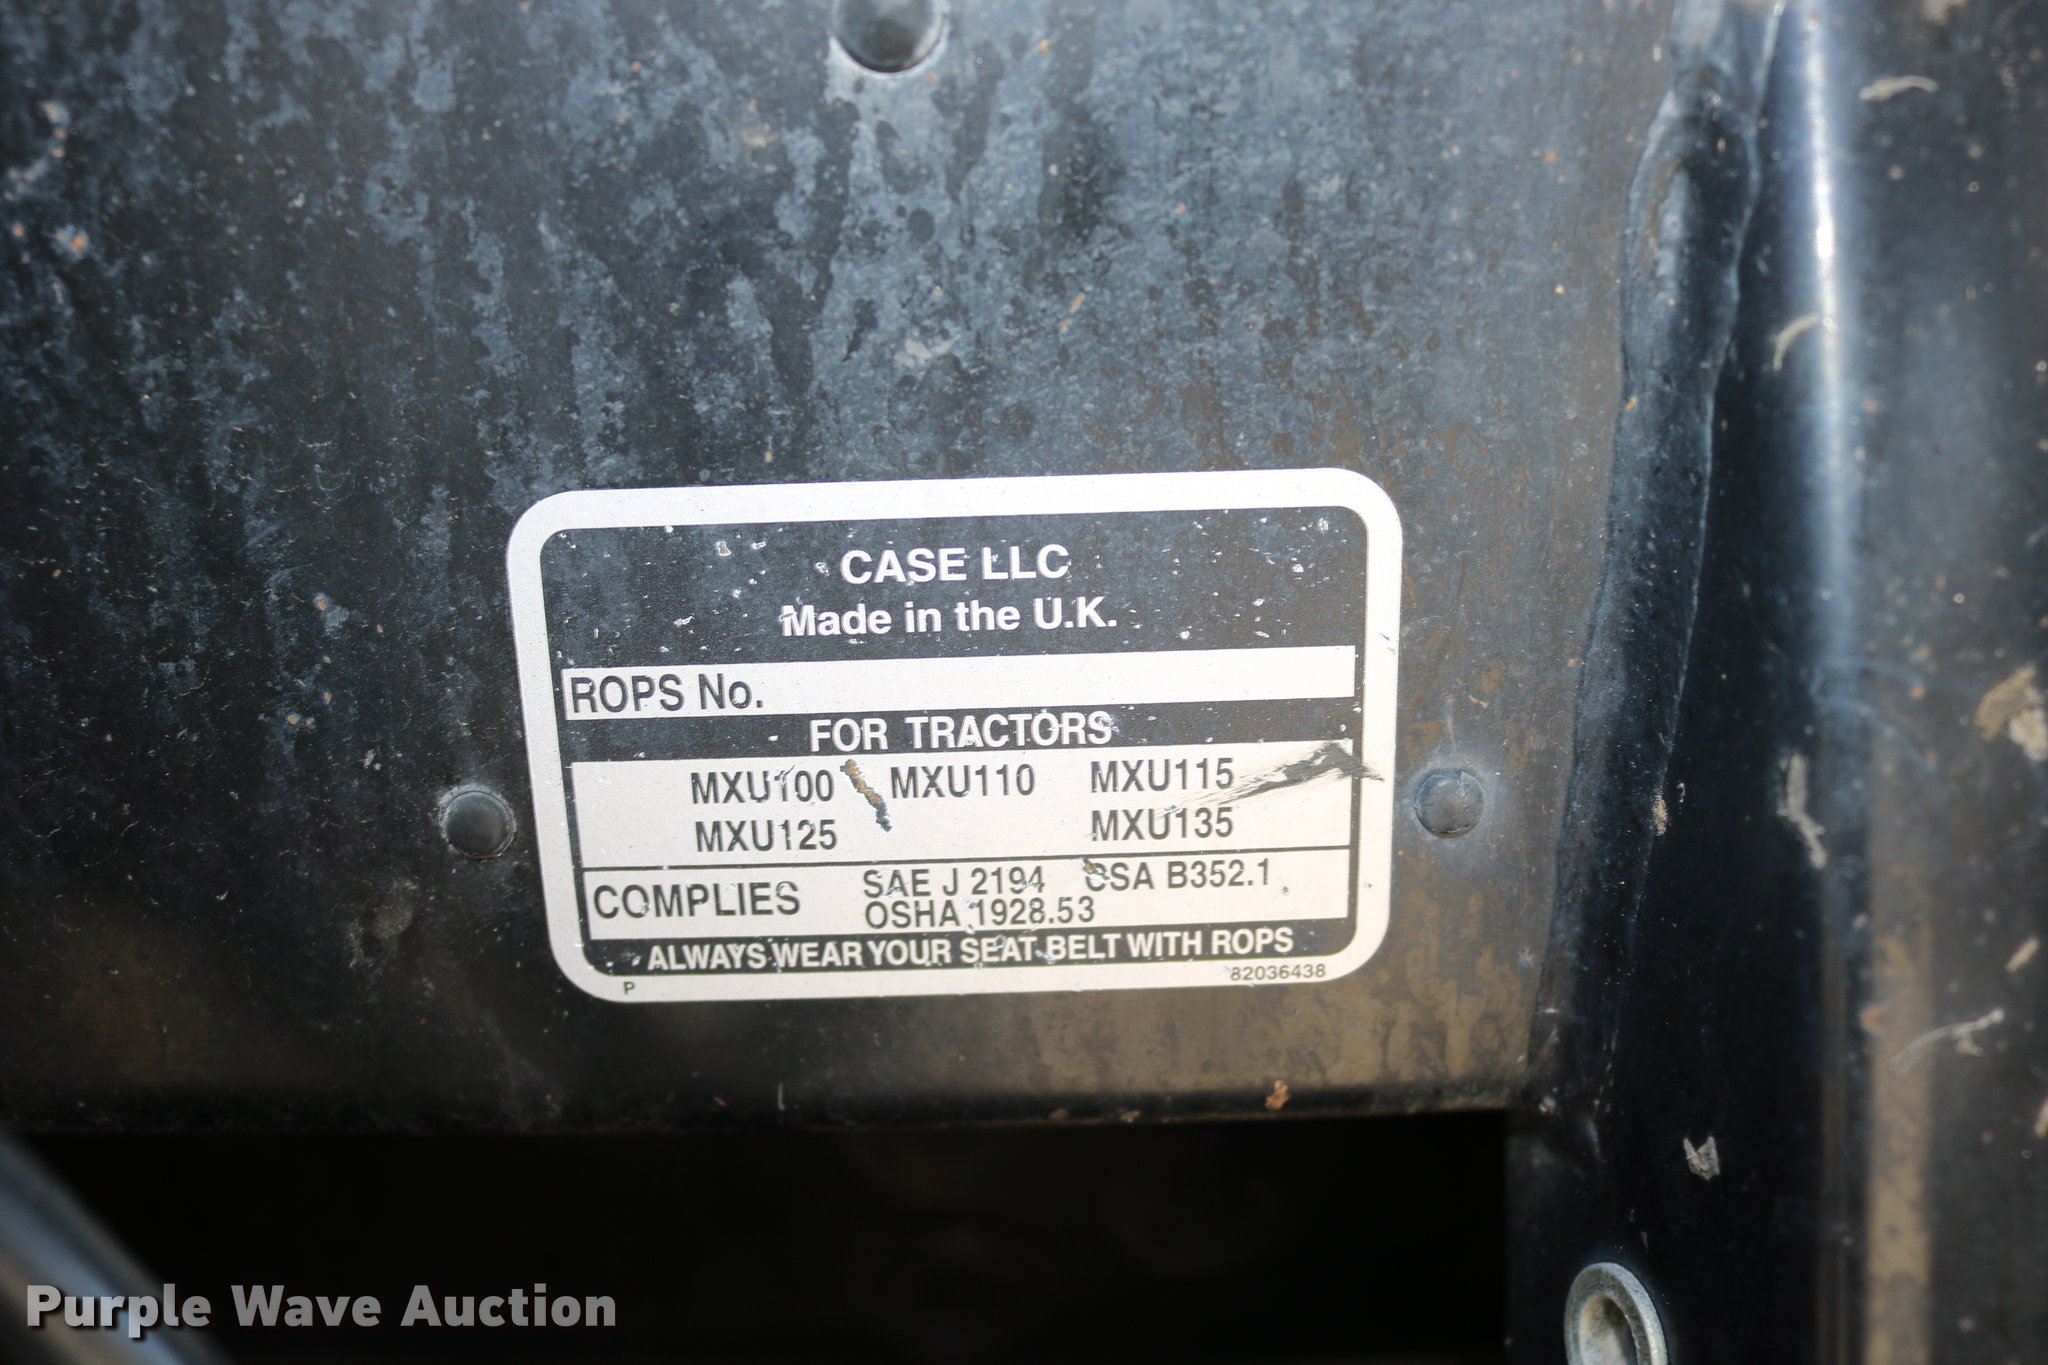 CASE LLC
Made in the U.K.
ROPS No.
FOR TRACTORS
MXU100 MXU110 MXU115
MXU125 MXU135
COMPLIES SAE J 2194 CSA B352.1
OSHA 1928.53
ALWAYS WEAR YOUR SEAT BELT WITH ROPS
P 82036438
Purple Wave Auction